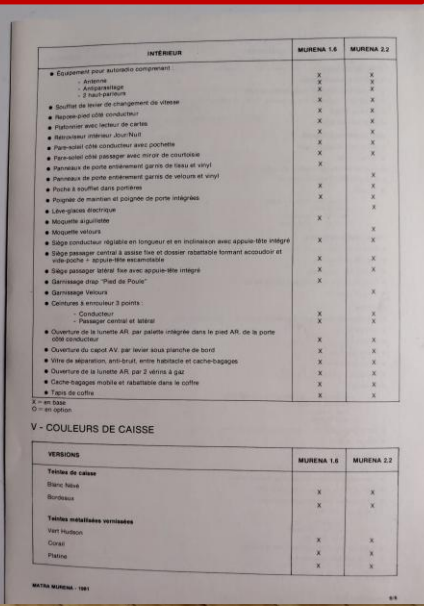 INTÉRIEUR MURENA 1.6 MURENA 2.2
● Équipement pour autoradio comprenant :
- Antenne X X
- Antiparasitage X X
- 2 haut-parleurs X X
● Soufflet de levier de changement de vitesse X X
● Repose-pied côté conducteur X X
● Plafonnier avec lecteur de cartes X X
● Rétroviseur intérieur Jour/Nuit X X
● Pare-soleil côté conducteur avec pochette X X
● Pare-soleil côté passager avec miroir de courtoisie X X
● Panneaux de porte entièrement garnis de tissu et vinyl X
● Panneaux de porte entièrement garnis de velours et vinyl X
● Poche à soufflet dans portières X X
● Poignée de maintien et poignée de porte intégrées X X
● Lève-glaces électrique X
● Moquette aiguilletée X
● Moquette velours X
● Siège conducteur réglable en longueur et en inclinaison avec appuie-tête intégré X X
● Siège passager central à assise fixe et dossier rabattable formant accoudoir et
vide-poche + appuie-tête escamotable X X
● Siège passager latéral fixe avec appuie-tête intégré X X
● Garnissage drap "Pied de Poule" X
● Garnissage Velours X
● Ceintures à enrouleur 3 points :
- Conducteur X X
- Passager central et latéral X X
● Ouverture de la lunette AR. par palette intégrée dans le pied AR. de la porte
côté conducteur X X
● Ouverture du capot AV. par levier sous planche de bord X X
● Vitre de séparation, anti-bruit, entre habitacle et cache-bagages X X
● Ouverture de la lunette AR. par 2 vérins à gaz X X
● Cache-bagages mobile et rabattable dans le coffre X X
● Tapis de coffre X X
X = en base
O = en option
V - COULEURS DE CAISSE
VERSIONS MURENA 1.6 MURENA 2.2
Teintes de caisse
Blanc Névé X X
Bordeaux X X
Teintes métallisées vernissées
Vert Hudson X X
Corail X X
Platine X X
MATRA MURENA - 1981